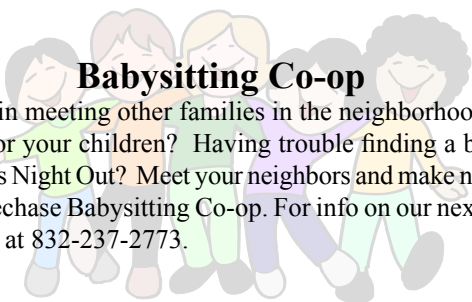 Babysitting Co-op
in meeting other families in the neighborhoo
or your children? Having trouble finding a b
s Night Out? Meet your neighbors and make n
echase Babysitting Co-op. For info on our nex
at 832-237-2773.